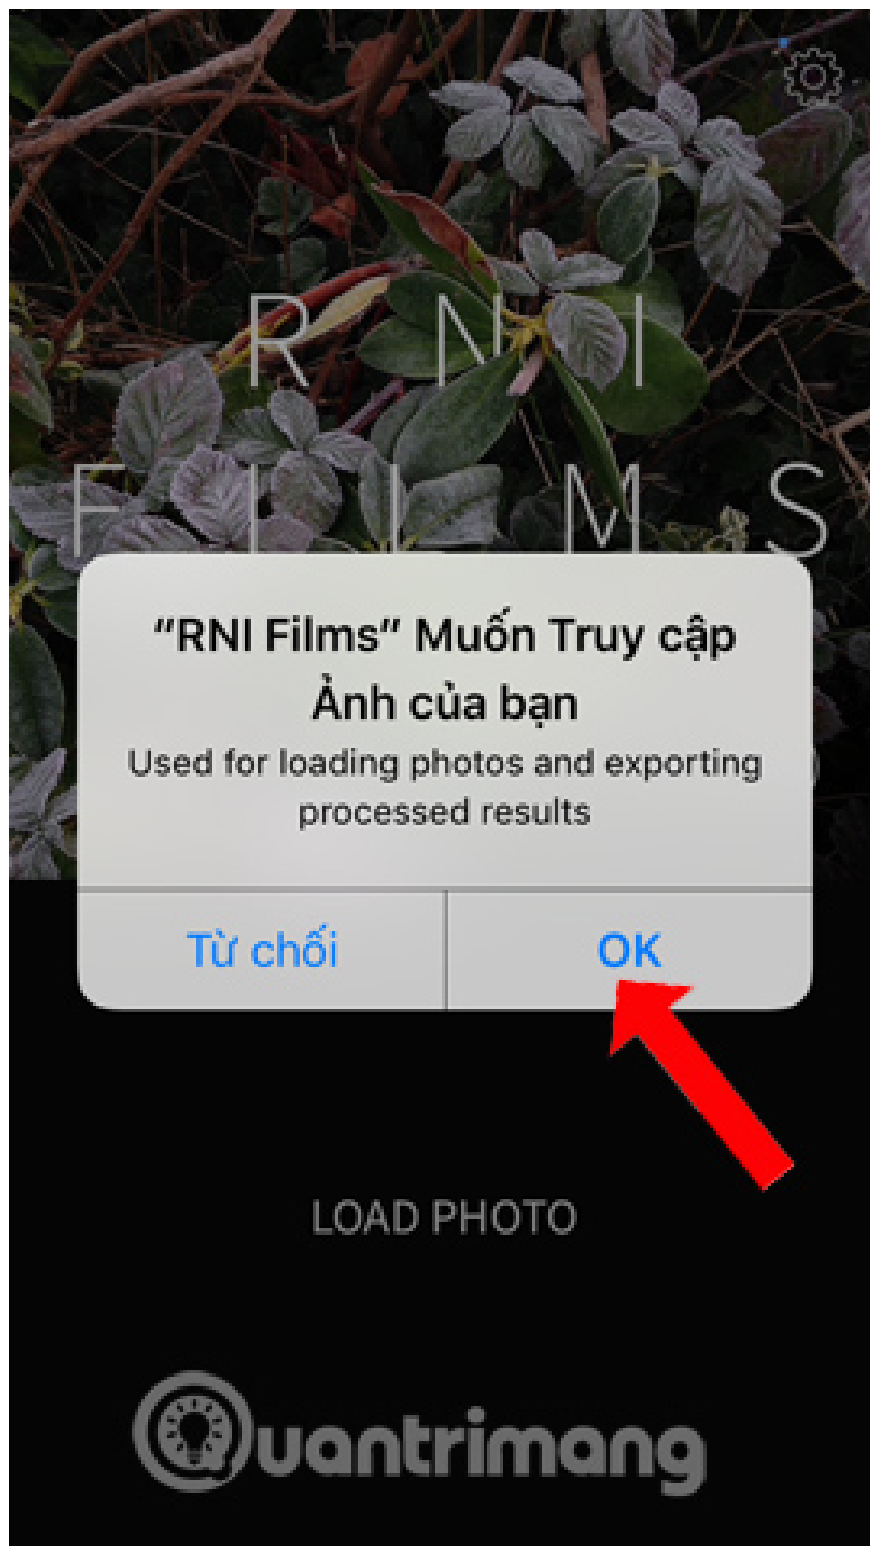 R N I
F I L M S
“RNI Films” Muốn Truy cập
Ảnh của bạn
Used for loading photos and exporting
processed results
Từ chối
OK
LOAD PHOTO
Quantrimang